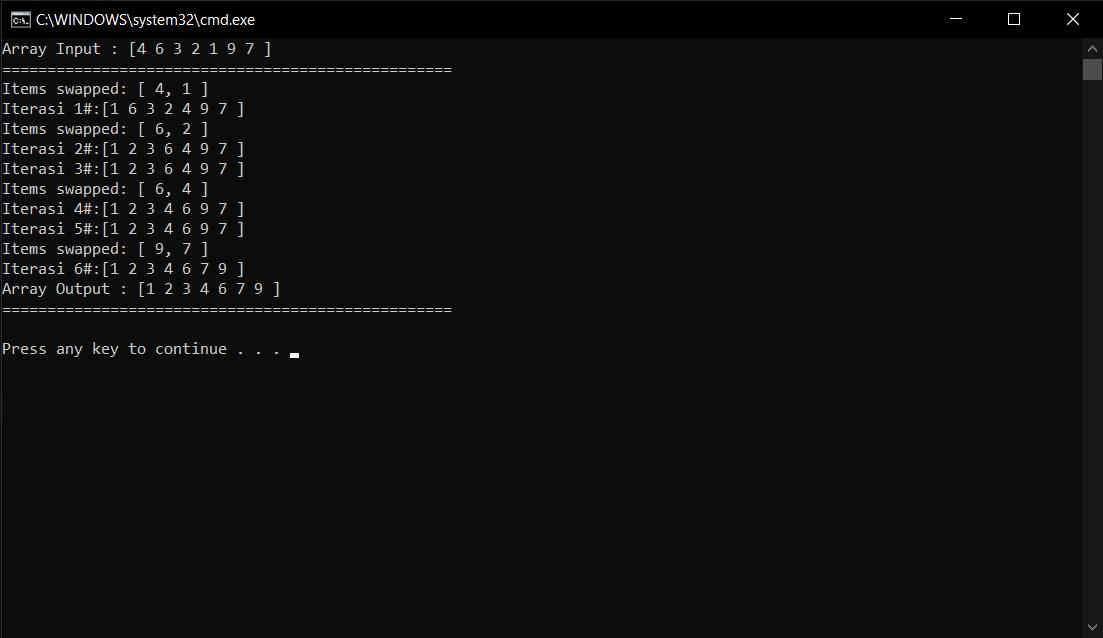 C:\WINDOWS\system32\cmd.exe
Array Input : [4 6 3 2 1 9 7 ]
==================================================
Items swapped: [ 4, 1 ]
Iterasi 1#:[1 6 3 2 4 9 7 ]
Items swapped: [ 6, 2 ]
Iterasi 2#:[1 2 3 6 4 9 7 ]
Iterasi 3#:[1 2 3 6 4 9 7 ]
Items swapped: [ 6, 4 ]
Iterasi 4#:[1 2 3 4 6 9 7 ]
Iterasi 5#:[1 2 3 4 6 9 7 ]
Items swapped: [ 9, 7 ]
Iterasi 6#:[1 2 3 4 6 7 9 ]
Array Output : [1 2 3 4 6 7 9 ]
==================================================
Press any key to continue . . .